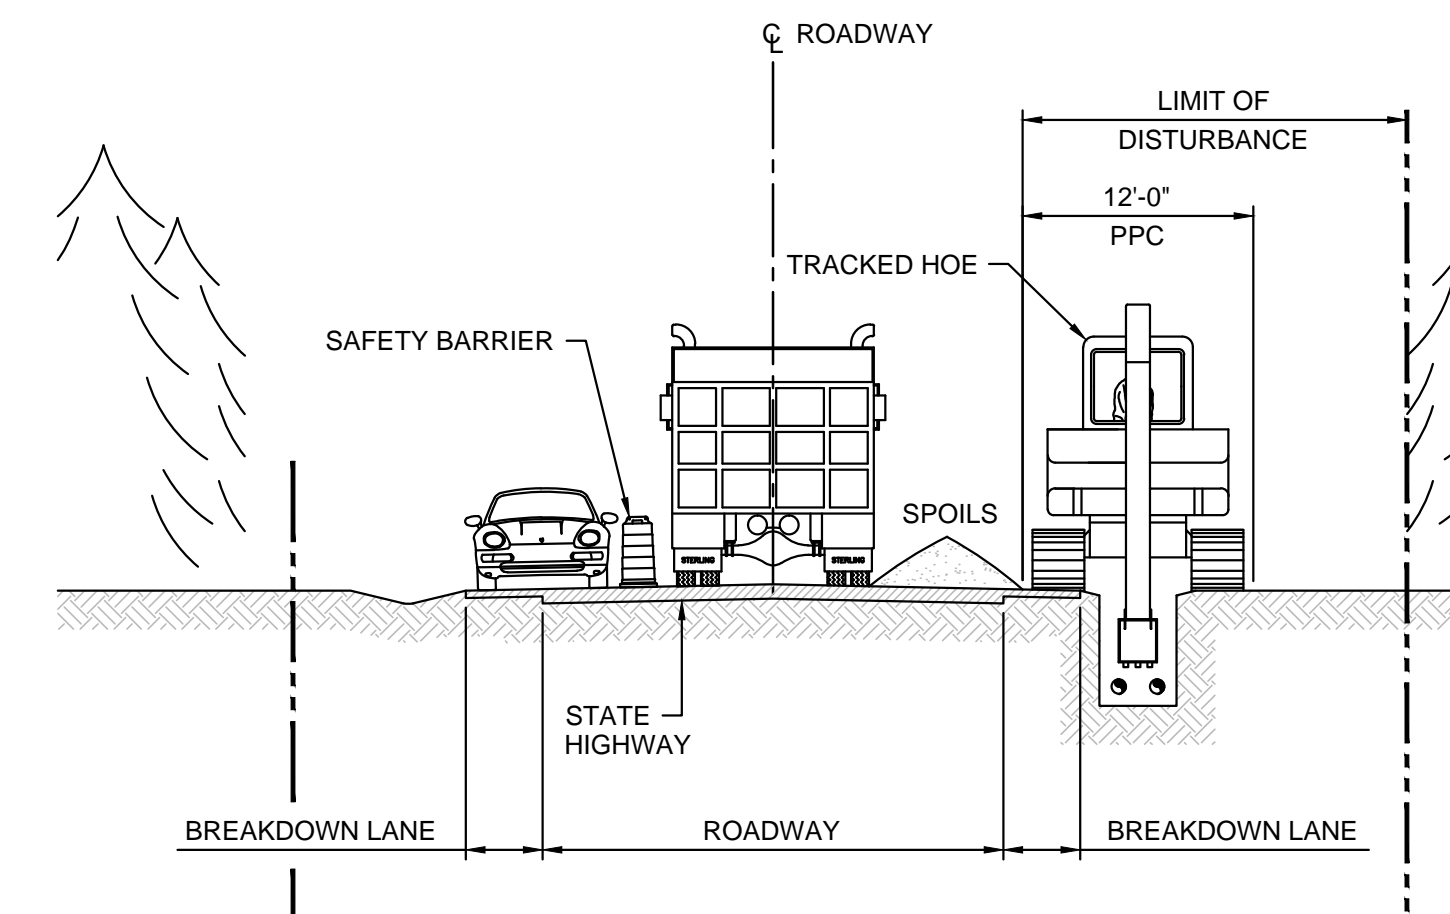 ℄ ROADWAY
LIMIT OF
DISTURBANCE
12'-0"
PPC
TRACKED HOE
SAFETY BARRIER
SPOILS
STERLING
STERLING
STATE
HIGHWAY
BREAKDOWN LANE
ROADWAY
BREAKDOWN LANE